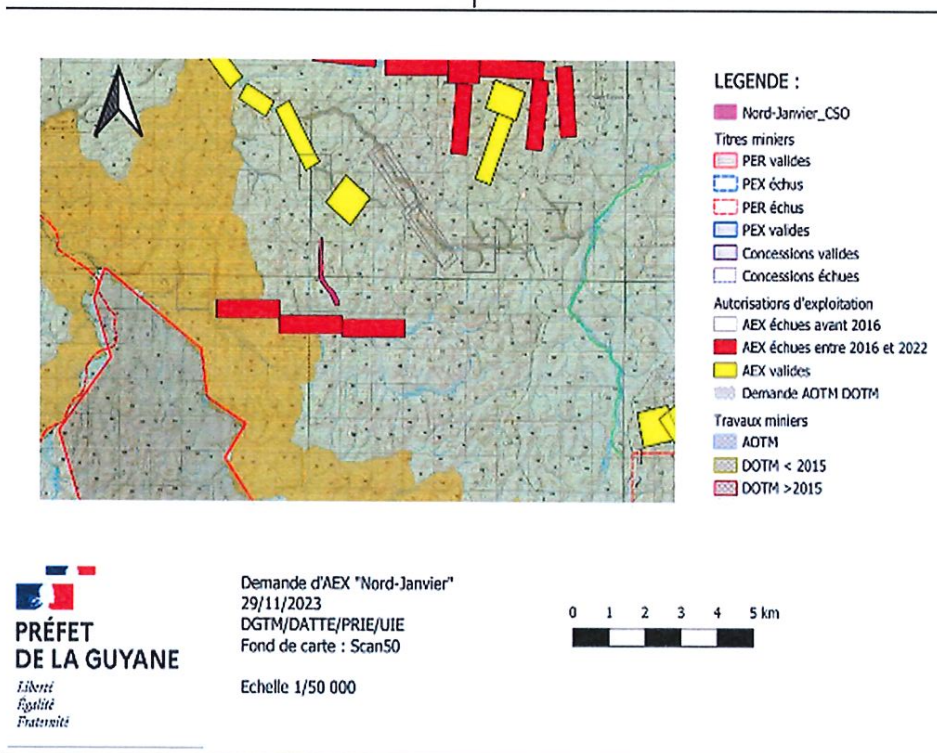 LEGENDE :
Nord-Janvier_CSO
Titres miniers
PER valides
PEX échus
PER échus
PEX valides
Concessions valides
Concessions échues
Autorisations d'exploitation
AEX échues avant 2016
AEX échues entre 2016 et 2022
AEX valides
Demande AOTM DOTM
Travaux miniers
AOTM
DOTM < 2015
DOTM >2015
PRÉFET
DE LA GUYANE
Liberté
Égalité
Fraternité
Demande d'AEX "Nord-Janvier"
29/11/2023
DGTM/DATTE/PRIE/UIE
Fond de carte : Scan50
Echelle 1/50 000
0 1 2 3 4 5 km